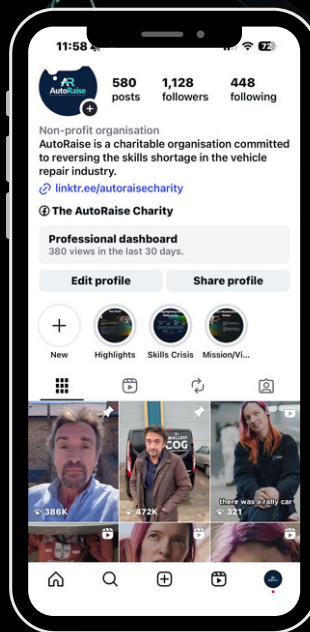 11:58
72
AR
AutoRaise
580
posts
1,128
followers
448
following
Non-profit organisation
AutoRaise is a charitable organisation committed
to reversing the skills shortage in the vehicle
repair industry.
linktr.ee/autoraisecharity
The AutoRaise Charity
Professional dashboard
380 views in the last 30 days.
Edit profile
Share profile
New
Highlights
Skills Crisis
Mission/Vi...
SMALLEST
COG
there was a rally car
386K
472K
321